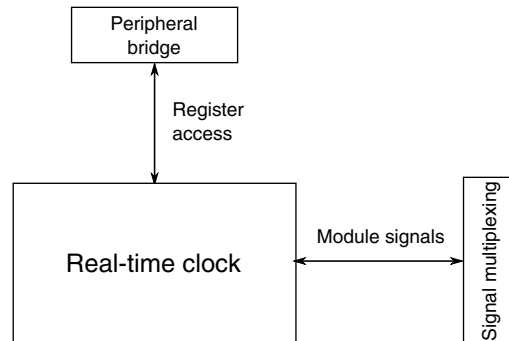 Peripheral
bridge
Register
access
Real-time clock
Module signals
Signal multiplexing